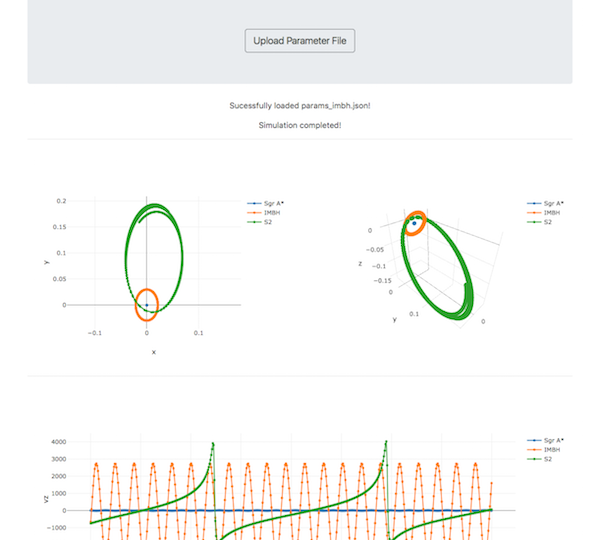 Upload Parameter File
Sucessfully loaded params_imbh.json!
Simulation completed!
0.2
0.15
0.1
0.05
0
y
−0.1
0
0.1
x
Sgr A*
IMBH
S2
0
−0.05
−0.1
−0.15
z
0
0.1
y
0
Sgr A*
IMBH
S2
4000
3000
2000
1000
0
−1000
vz
Sgr A*
IMBH
S2